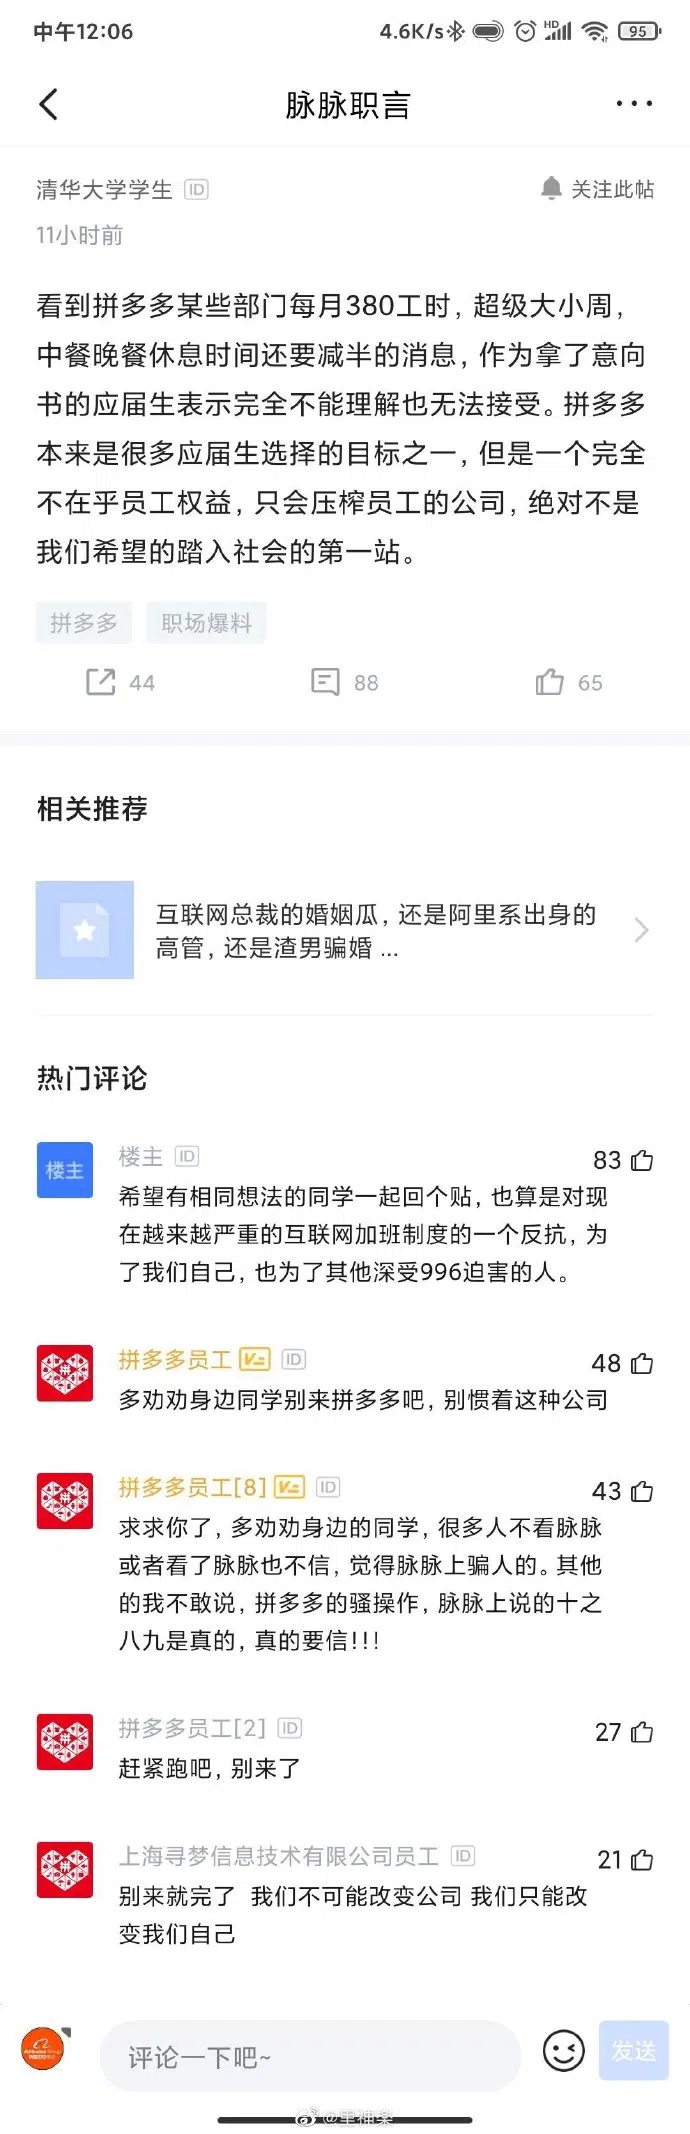 中午12:06
4.6K/s
HD
95
脉脉职言
清华大学学生 ID
关注此帖
11小时前
看到拼多多某些部门每月380工时，超级大小周，
中餐晚餐休息时间还要减半的消息，作为拿了意向
书的应届生表示完全不能理解也无法接受。拼多多
本来是很多应届生选择的目标之一，但是一个完全
不在乎员工权益，只会压榨员工的公司，绝对不是
我们希望的踏入社会的第一站。
拼多多 职场爆料
44 88 65
相关推荐
互联网总裁的婚姻瓜，还是阿里系出身的
高管，还是渣男骗婚 ...
热门评论
楼主
楼主 ID
83
希望有相同想法的同学一起回个贴，也算是对现
在越来越严重的互联网加班制度的一个反抗，为
了我们自己，也为了其他深受996迫害的人。
拼多多员工 ID
48
多劝劝身边同学别来拼多多吧，别惯着这种公司
拼多多员工[8] ID
43
求求你了，多劝劝身边的同学，很多人不看脉脉
或者看了脉脉也不信，觉得脉脉上骗人的。其他
的我不敢说，拼多多的骚操作，脉脉上说的十之
八九是真的，真的要信!!!
拼多多员工[2] ID
27
赶紧跑吧，别来了
上海寻梦信息技术有限公司员工 ID
21
别来就完了 我们不可能改变公司 我们只能改
变我们自己
评论一下吧~
发送